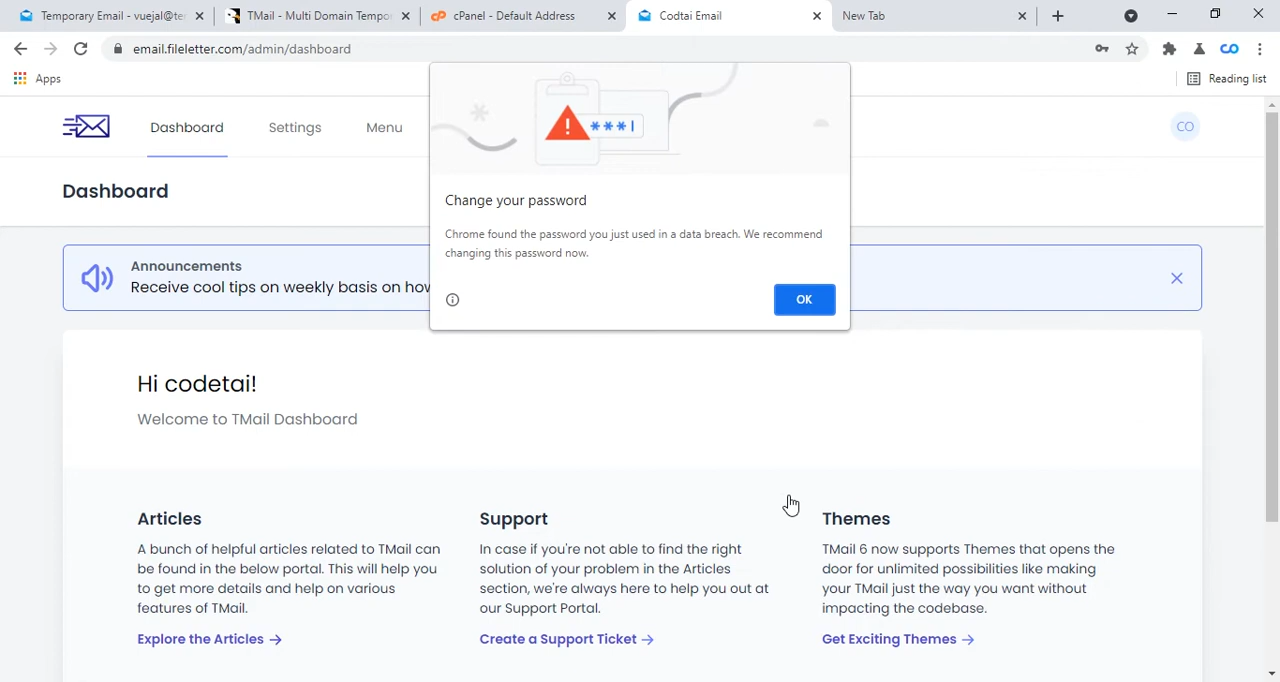 Temporary Email - vuejal@te
TMail - Multi Domain Tempo
cP cPanel - Default Address
Codtai Email
New Tab
email.fileletter.com/admin/dashboard
Apps
Reading list
Dashboard
Settings
Menu
CO
Dashboard
***
Change your password
Chrome found the password you just used in a data breach. We recommend
changing this password now.
OK
Announcements
Receive cool tips on weekly basis on how
Hi codetai!
Welcome to TMail Dashboard
Articles
A bunch of helpful articles related to TMail can
be found in the below portal. This will help you
to get more details and help on various
features of TMail.
Explore the Articles →
Support
In case if you're not able to find the right
solution of your problem in the Articles
section, we're always here to help you out at
our Support Portal.
Create a Support Ticket →
Themes
TMail 6 now supports Themes that opens the
door for unlimited possibilities like making
your TMail just the way you want without
impacting the codebase.
Get Exciting Themes →